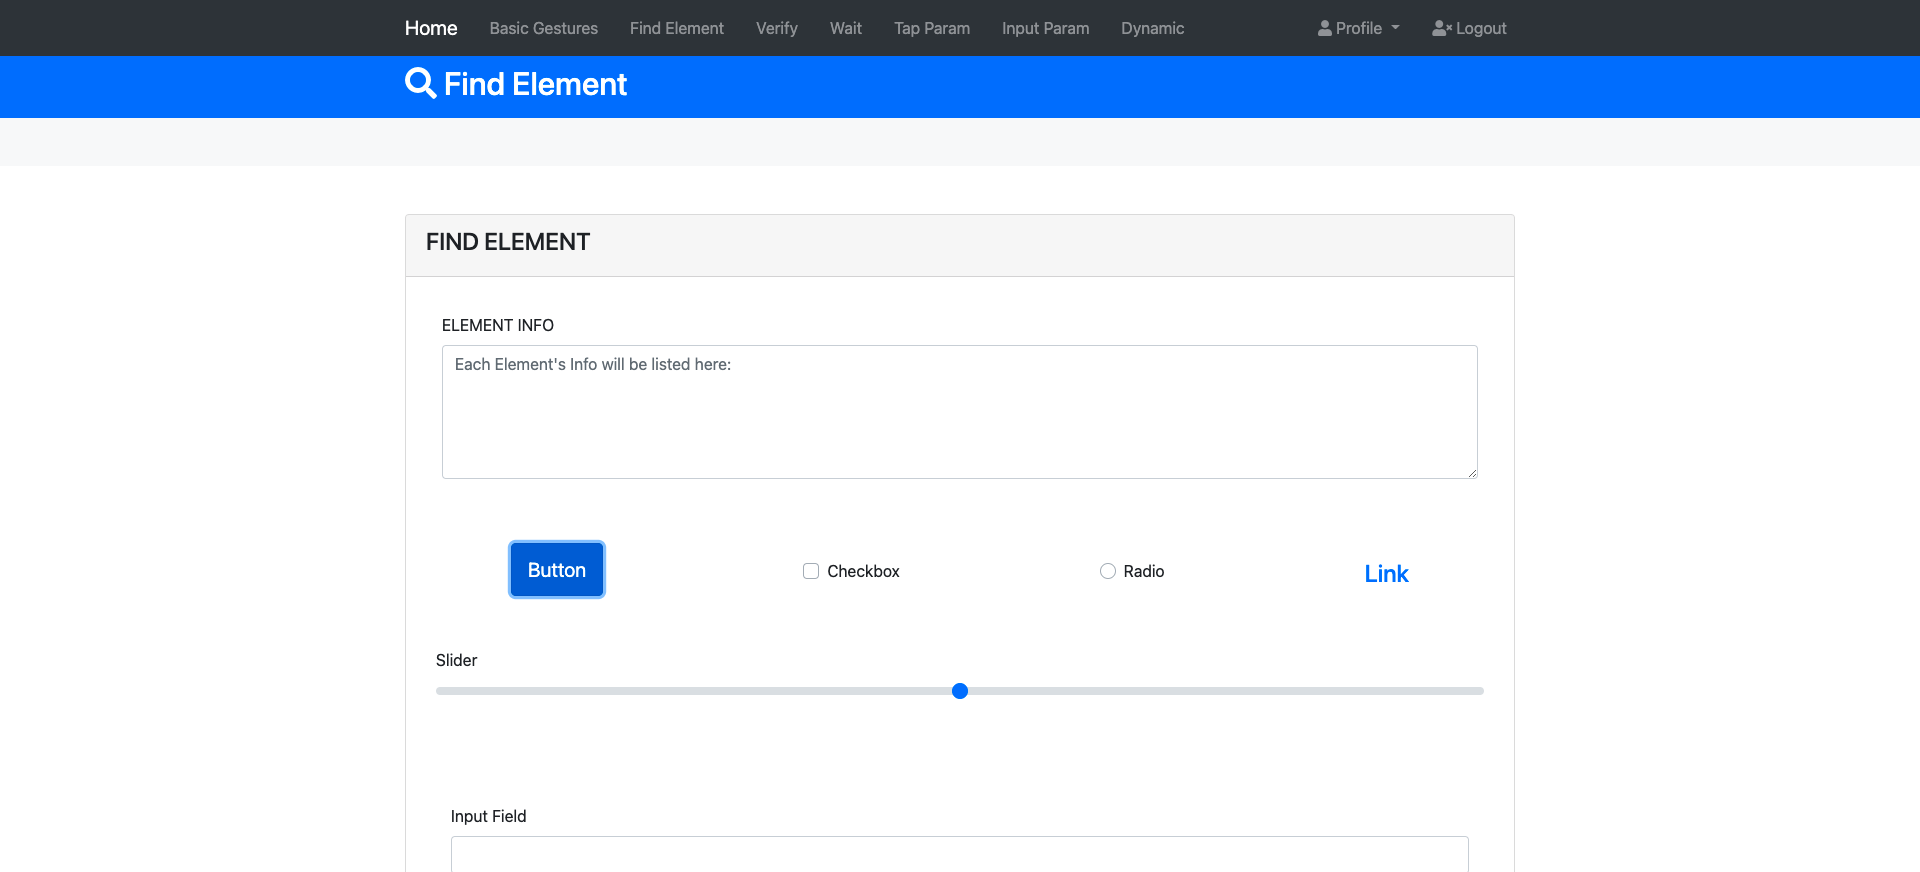 Home Basic Gestures Find Element Verify Wait Tap Param Input Param Dynamic Profile Logout
Find Element
FIND ELEMENT
ELEMENT INFO
Each Element's Info will be listed here:
Button Checkbox Radio Link
Slider
Input Field